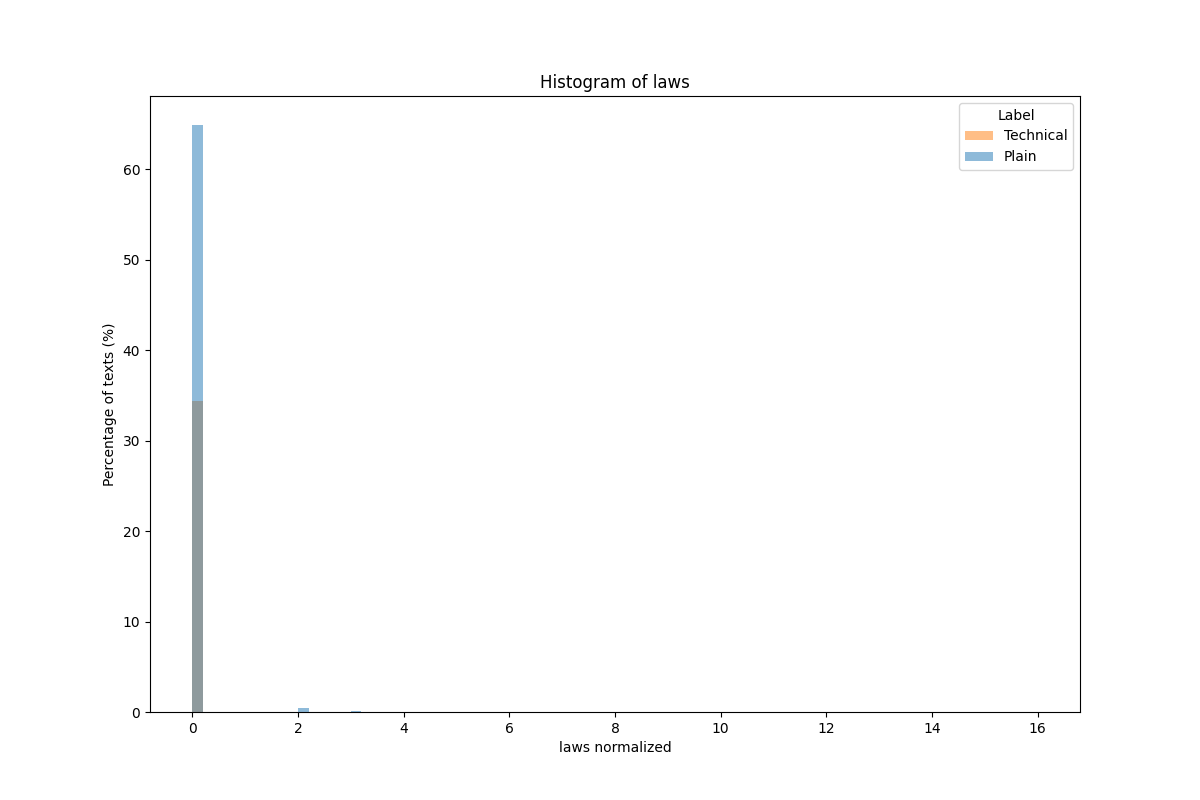 Histogram of laws
Label
Technical
Plain
Percentage of texts (%)
60
50
40
30
20
10
0
0 2 4 6 8 10 12 14 16
laws normalized